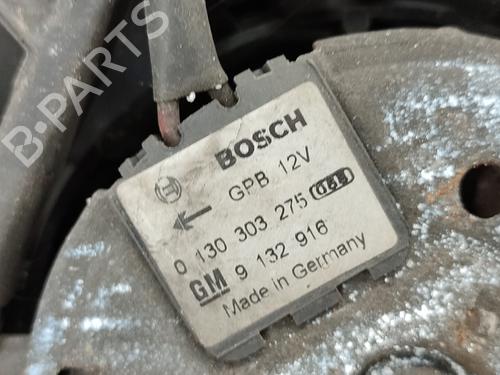 BOSCH
GPB 12V
0 130 303 275
GM 9 132 916
Made in Germany
B-PARTS